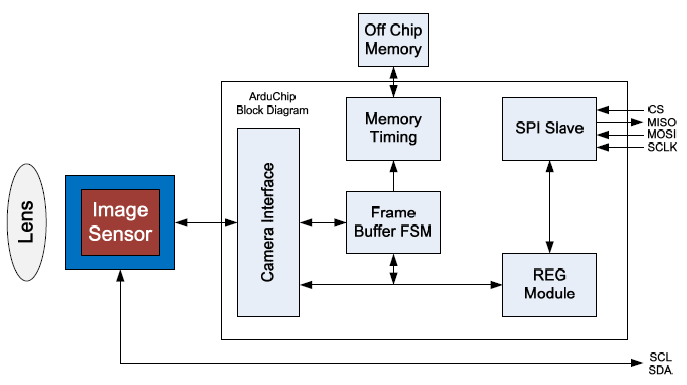 Off Chip
Memory
ArduChip
Block Diagram
Memory
Timing
SPI Slave
CS
MISO
MOSI
SCLK
Lens
Image
Sensor
Camera Interface
Frame
Buffer FSM
REG
Module
SCL
SDA.